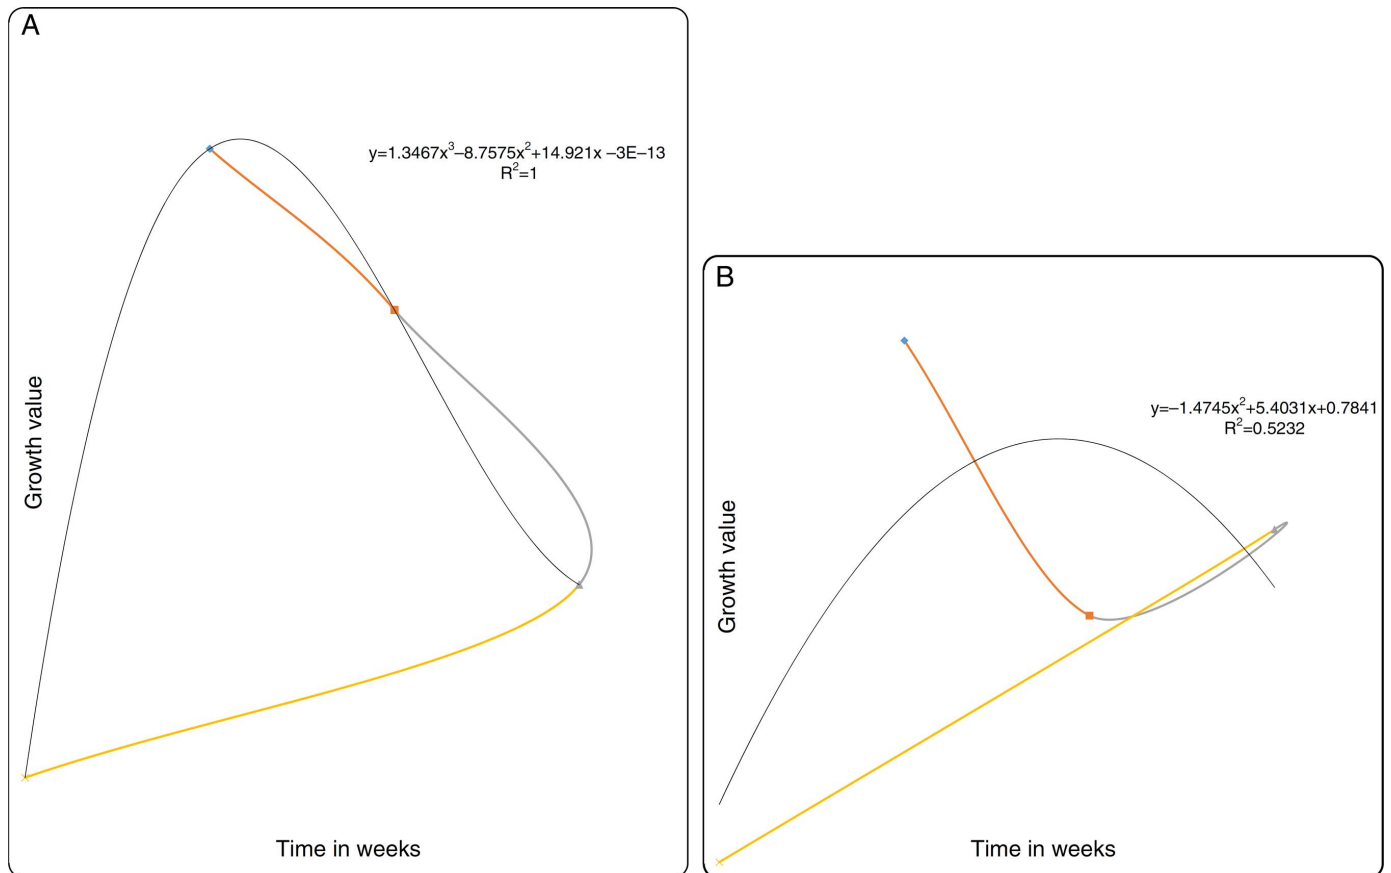 A
y=1.3467x³–8.7575x²+14.921x –3E–13
R²=1
Growth value
Time in weeks
B
y=–1.4745x²+5.4031x+0.7841
R²=0.5232
Growth value
Time in weeks